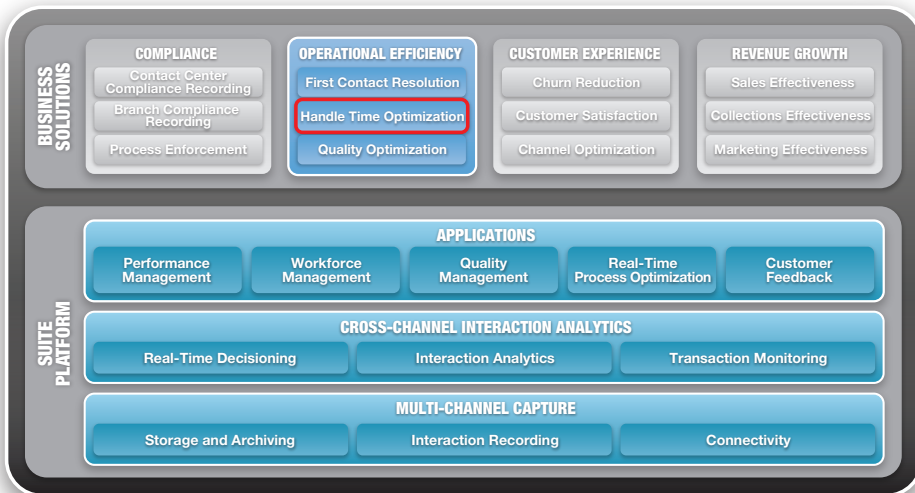 BUSINESS
SOLUTIONS
COMPLIANCE
Contact Center
Compliance Recording
Branch Compliance
Recording
Process Enforcement
OPERATIONAL EFFICIENCY
First Contact Resolution
Handle Time Optimization
Quality Optimization
CUSTOMER EXPERIENCE
Churn Reduction
Customer Satisfaction
Channel Optimization
REVENUE GROWTH
Sales Effectiveness
Collections Effectiveness
Marketing Effectiveness
SUITE
PLATFORM
APPLICATIONS
Performance
Management
Workforce
Management
Quality
Management
Real-Time
Process Optimization
Customer
Feedback
CROSS-CHANNEL INTERACTION ANALYTICS
Real-Time Decisioning
Interaction Analytics
Transaction Monitoring
MULTI-CHANNEL CAPTURE
Storage and Archiving
Interaction Recording
Connectivity